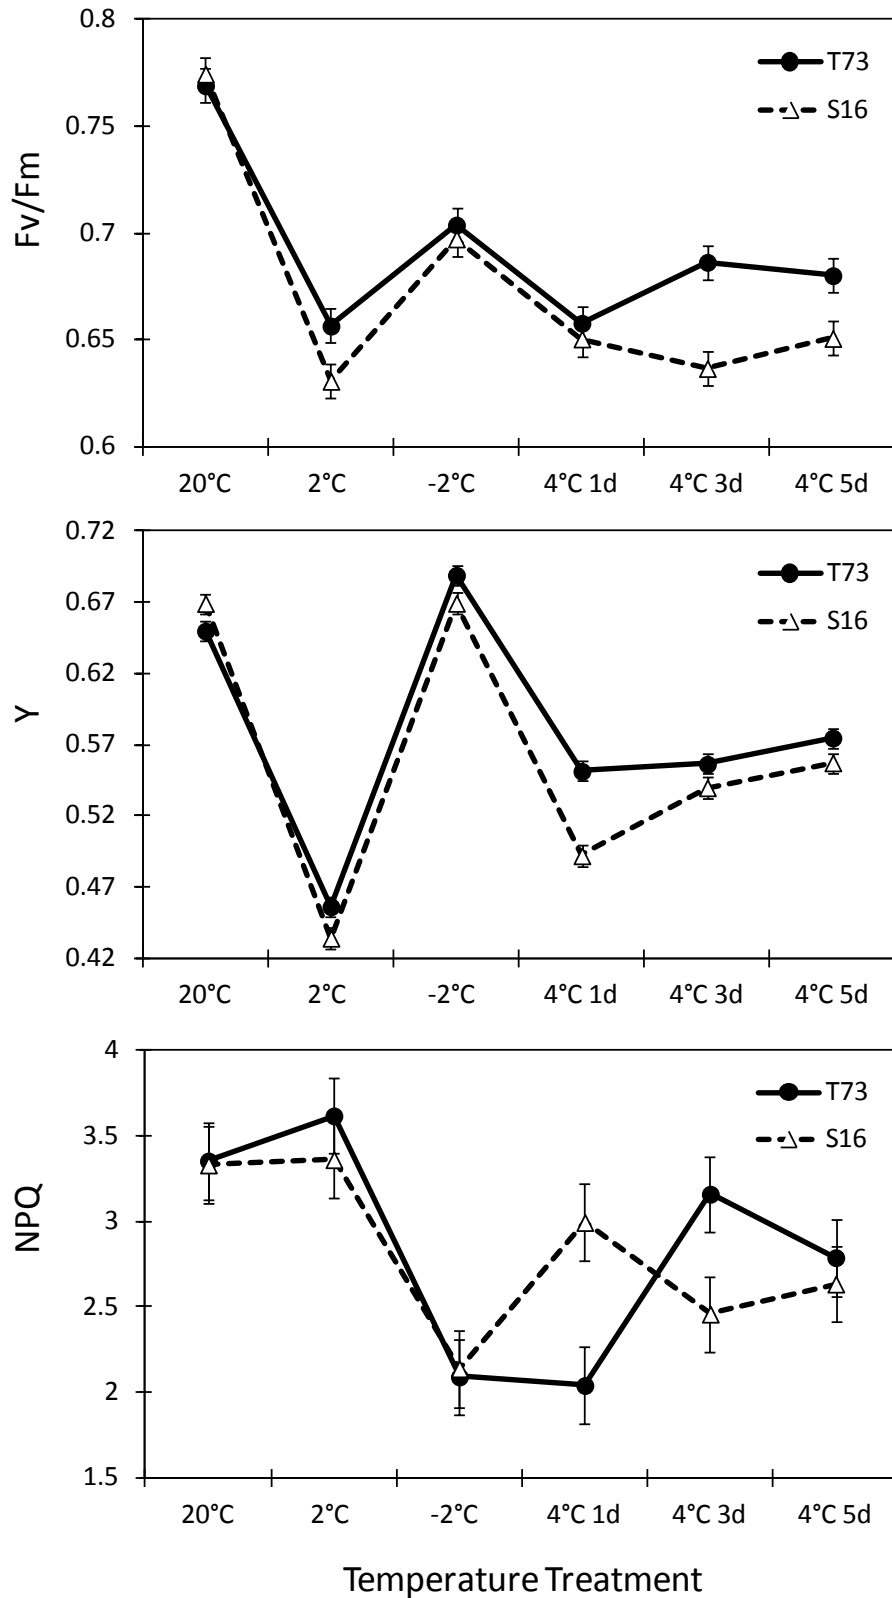 0.8
T73
0.75
S16
Fv/Fm
0.7
0.65
0.6
20°C 2°C -2°C 4°C 1d 4°C 3d 4°C 5d
0.72
T73
0.67
S16
0.62
Y
0.57
0.52
0.47
0.42
20°C 2°C -2°C 4°C 1d 4°C 3d 4°C 5d
4
T73
3.5
S16
3
NPQ
2.5
2
1.5
20°C 2°C -2°C 4°C 1d 4°C 3d 4°C 5d
Temperature Treatment